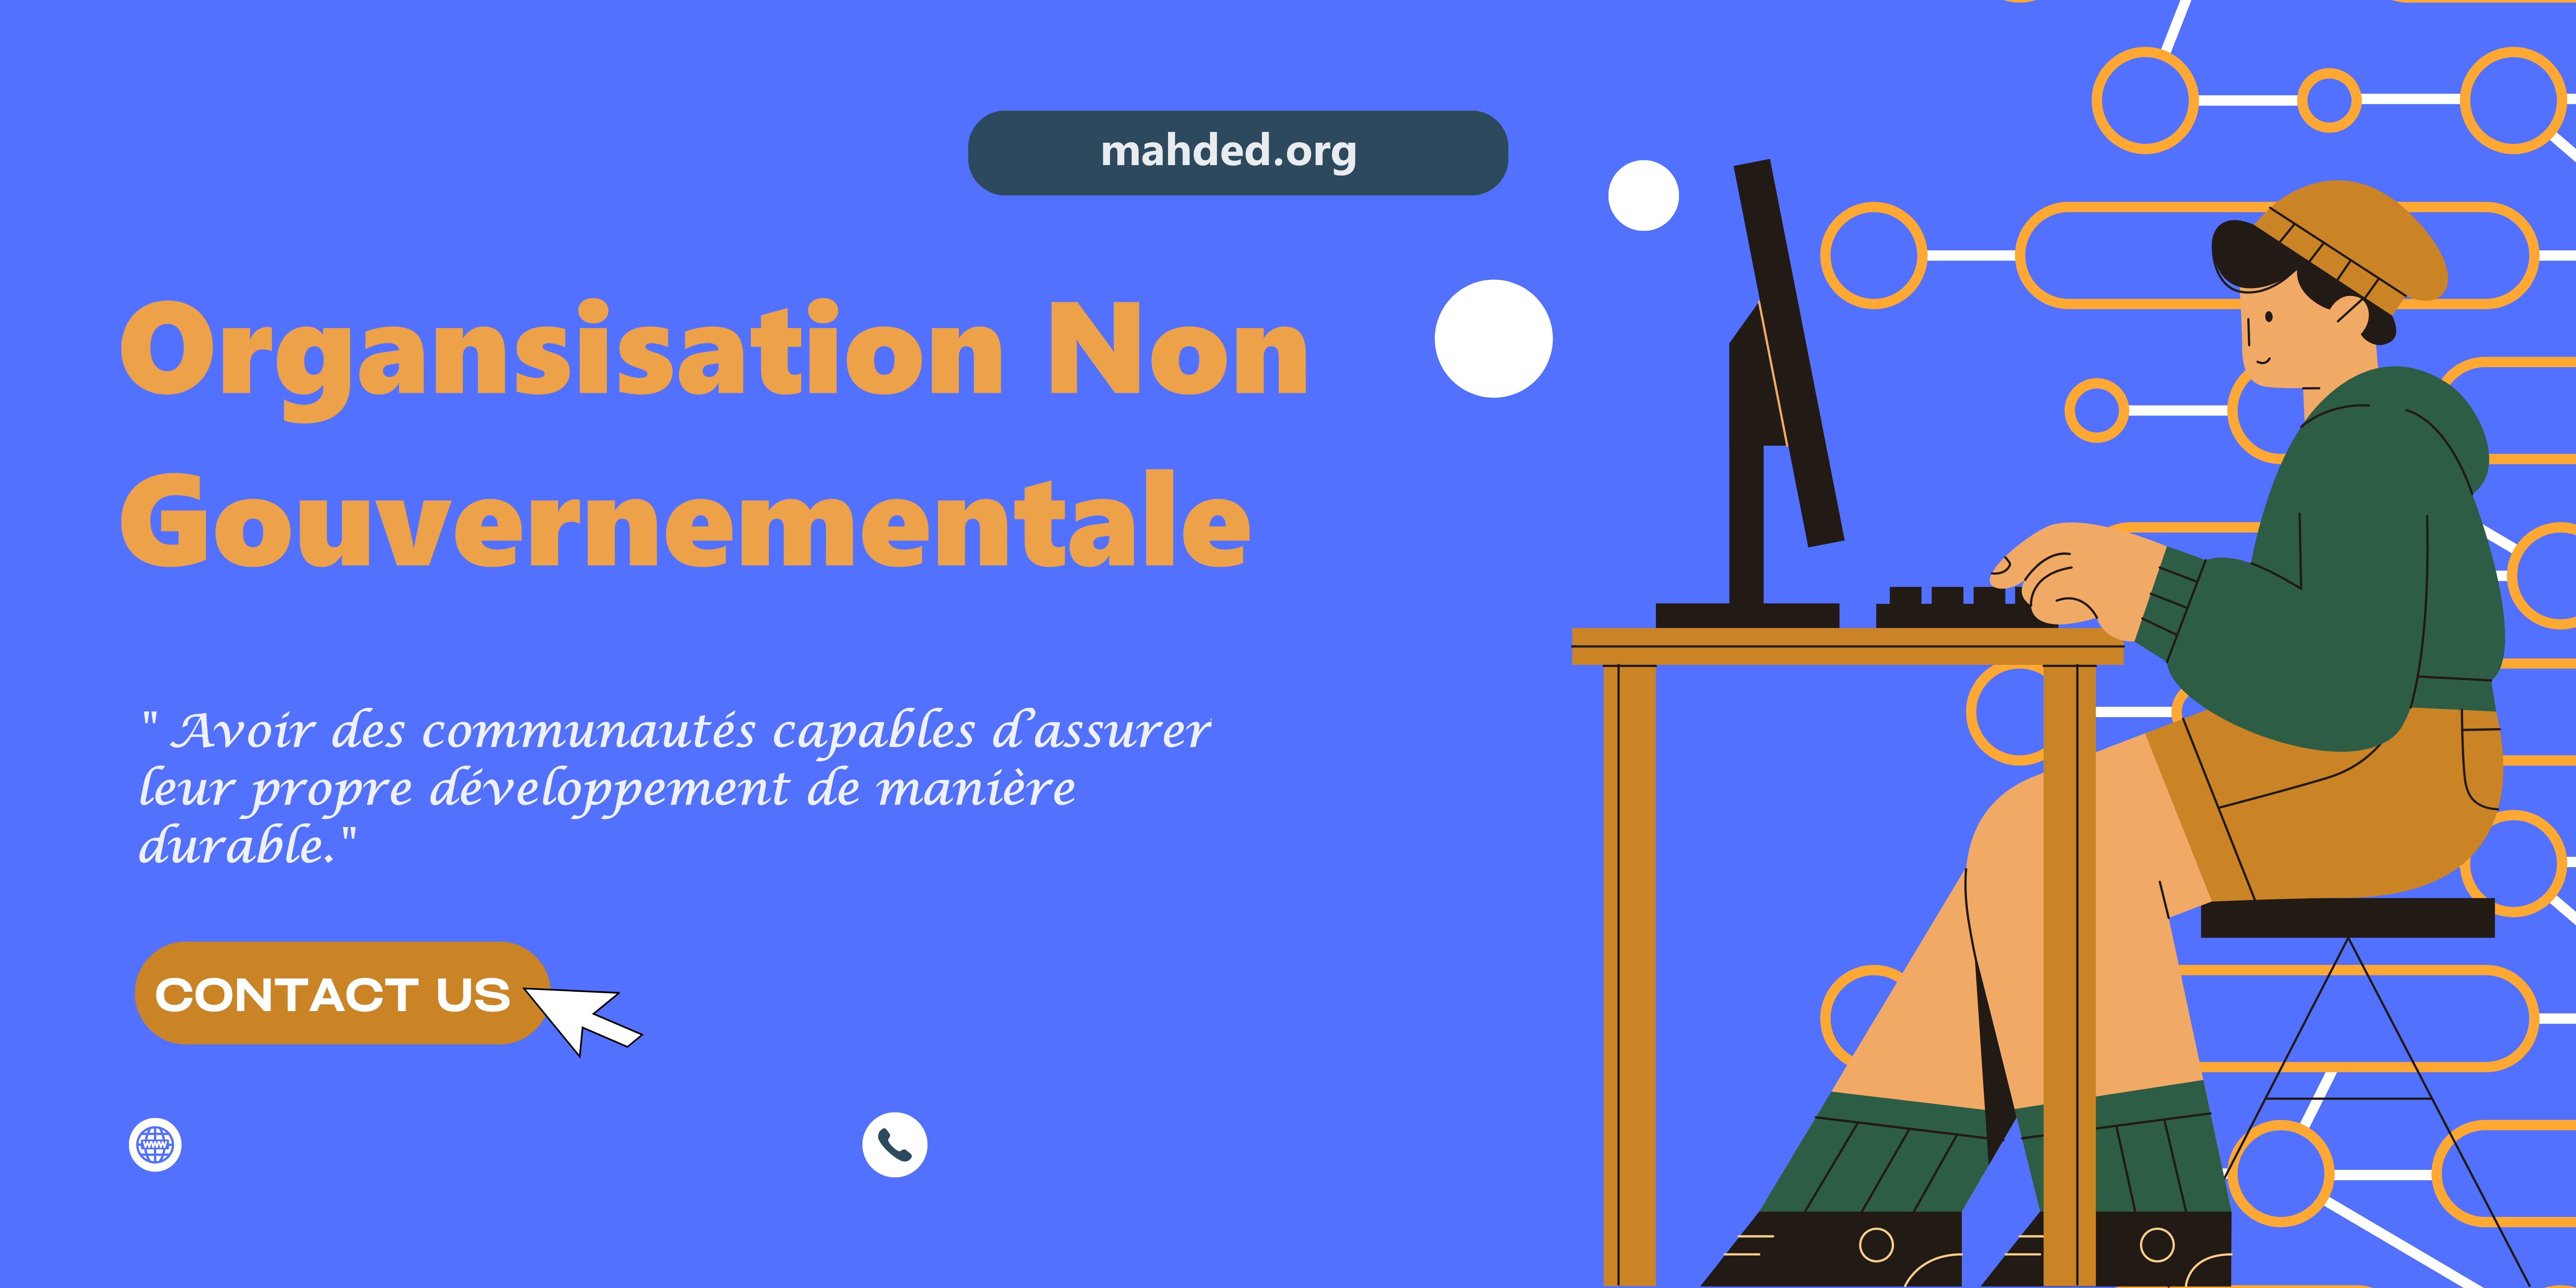 mahded.org
Organsisation Non
Gouvernementale
" Avoir des communautés capables d'assurer
leur propre développement de manière
durable."
CONTACT US
WWW